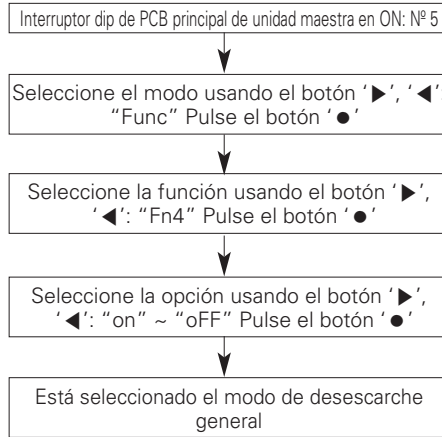 Interruptor dip de PCB principal de unidad maestra en ON: Nº 5
Seleccione el modo usando el botón ‘▶’, ‘◀’:
“Func” Pulse el botón ‘●’
Seleccione la función usando el botón ‘▶’,
‘◀’: “Fn4” Pulse el botón ‘●’
Seleccione la opción usando el botón ‘▶’,
‘◀’: “on” ~ “oFF” Pulse el botón ‘●’
Está seleccionado el modo de desescarche
general